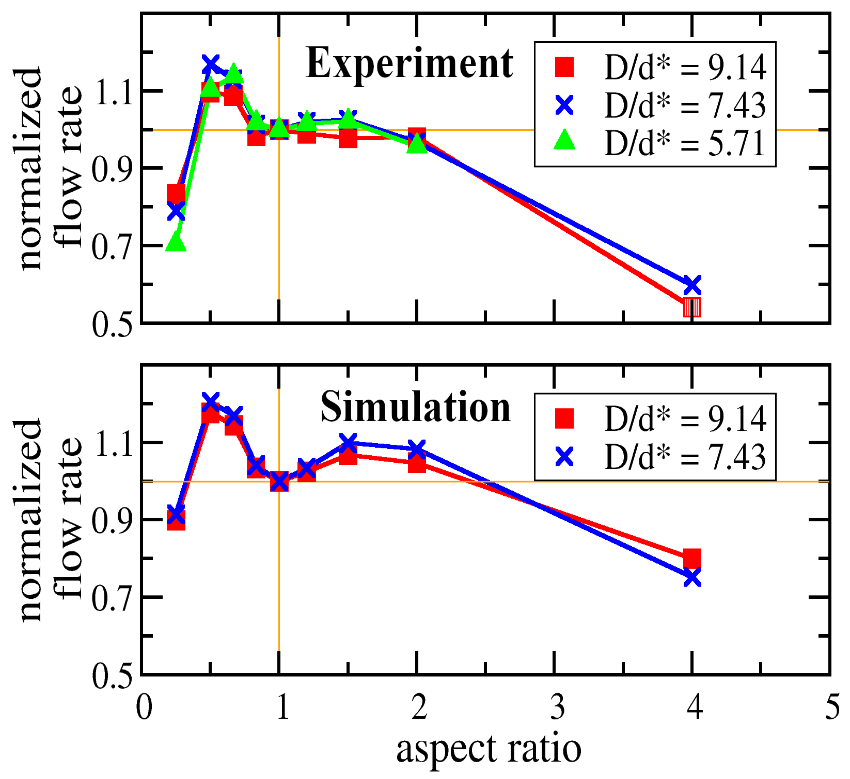 Experiment
D/d* = 9.14
D/d* = 7.43
D/d* = 5.71
normalized
flow rate
1.1
0.9
0.7
0.5
Simulation
D/d* = 9.14
D/d* = 7.43
normalized
flow rate
1.1
0.9
0.7
0.5
0 1 2 3 4 5
aspect ratio